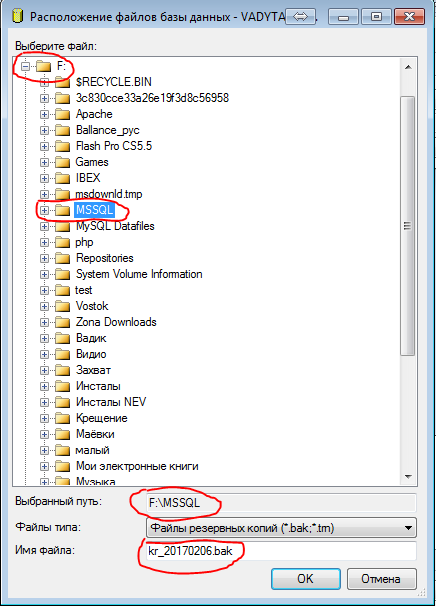 Расположение файлов базы данных - VADYTA
Выберите файл:
F:
$RECYCLE.BIN
3c830cce33a26e19f3d8c56958
Apache
Ballance_рус
Flash Pro CS5.5
Games
IBEX
msdownld.tmp
MSSQL
MySQL Datafiles
php
Repositories
System Volume Information
test
Vostok
Zona Downloads
Вадик
Видио
Захват
Инсталы
Инсталы NEV
Крещение
Маёвки
малый
Мои электронные книги
Музыка
Выбранный путь: F:\MSSQL
Файлы типа: Файлы резервных копий (*.bak;*.trn)
Имя файла: kr_20170206.bak
OK Отмена